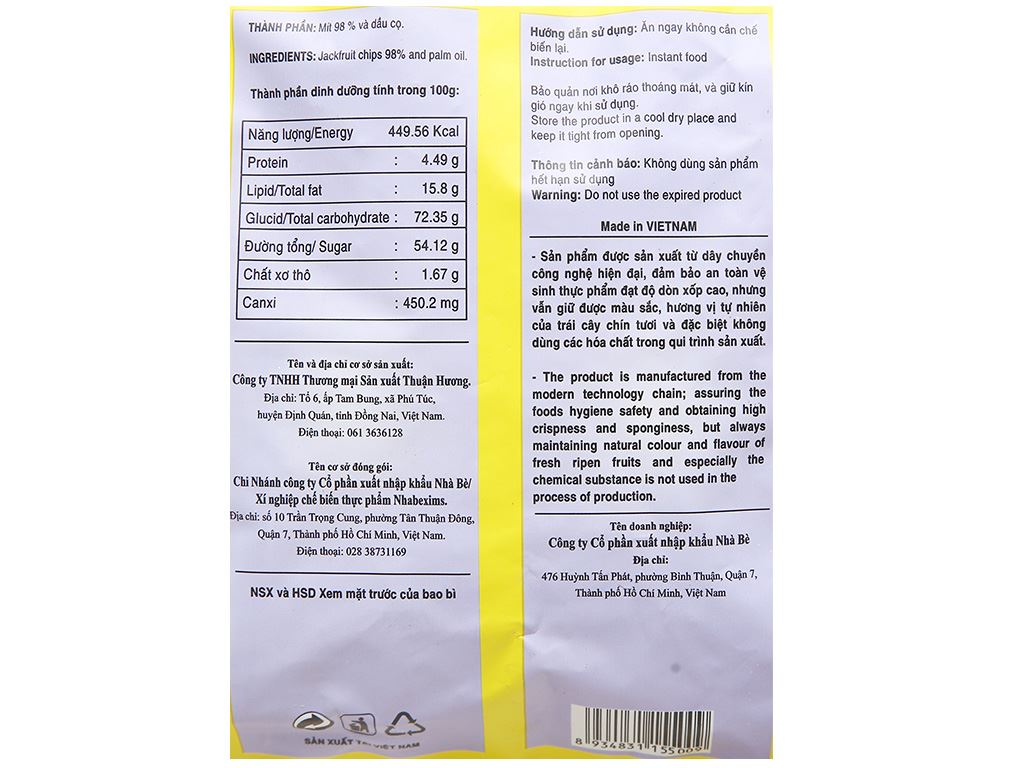 THÀNH PHẦN: Mít 98 % và dầu cọ.
INGREDIENTS: Jackfruit chips 98% and palm oil.
Thành phần dinh dưỡng tính trong 100g:
Năng lượng/Energy 449.56 Kcal
Protein : 4.49 g
Lipid/Total fat : 15.8 g
Glucid/Total carbohydrate : 72.35 g
Đường tổng/ Sugar : 54.12 g
Chất xơ thô : 1.67 g
Canxi : 450.2 mg
Tên và địa chỉ cơ sở sản xuất:
Công ty TNHH Thương mại Sản xuất Thuận Hương.
Địa chỉ: Tổ 6, ấp Tam Bung, xã Phú Túc,
huyện Định Quán, tỉnh Đồng Nai, Việt Nam.
Điện thoại: 061 3636128
Tên cơ sở đóng gói:
Chi Nhánh công ty Cổ phần xuất nhập khẩu Nhà Bè/
Xí nghiệp chế biến thực phẩm Nhabexims.
Địa chỉ: số 10 Trần Trọng Cung, phường Tân Thuận Đông,
Quận 7, Thành phố Hồ Chí Minh, Việt Nam.
Điện thoại: 028 38731169
NSX và HSD Xem mặt trước của bao bì
SẢN XUẤT TẠI VIỆT NAM
Hướng dẫn sử dụng: Ăn ngay không cần chế
biến lại.
Instruction for usage: Instant food
Bảo quản nơi khô ráo thoáng mát, và giữ kín
gió ngay khi sử dụng.
Store the product in a cool dry place and
keep it tight from opening.
Thông tin cảnh báo: Không dùng sản phẩm
hết hạn sử dụng
Warning: Do not use the expired product
Made in VIETNAM
- Sản phẩm được sản xuất từ dây chuyền
công nghệ hiện đại, đảm bảo an toàn vệ
sinh thực phẩm đạt độ dòn xốp cao, nhưng
vẫn giữ được màu sắc, hương vị tự nhiên
của trái cây chín tươi và đặc biệt không
dùng các hóa chất trong qui trình sản xuất.
- The product is manufactured from the
modern technology chain; assuring the
foods hygiene safety and obtaining high
crispness and sponginess, but always
maintaining natural colour and flavour of
fresh ripen fruits and especially the
chemical substance is not used in the
process of production.
Tên doanh nghiệp:
Công ty Cổ phần xuất nhập khẩu Nhà Bè
Địa chỉ:
476 Huỳnh Tấn Phát, phường Bình Thuận, Quận 7,
Thành phố Hồ Chí Minh, Việt Nam
8 934831 155009